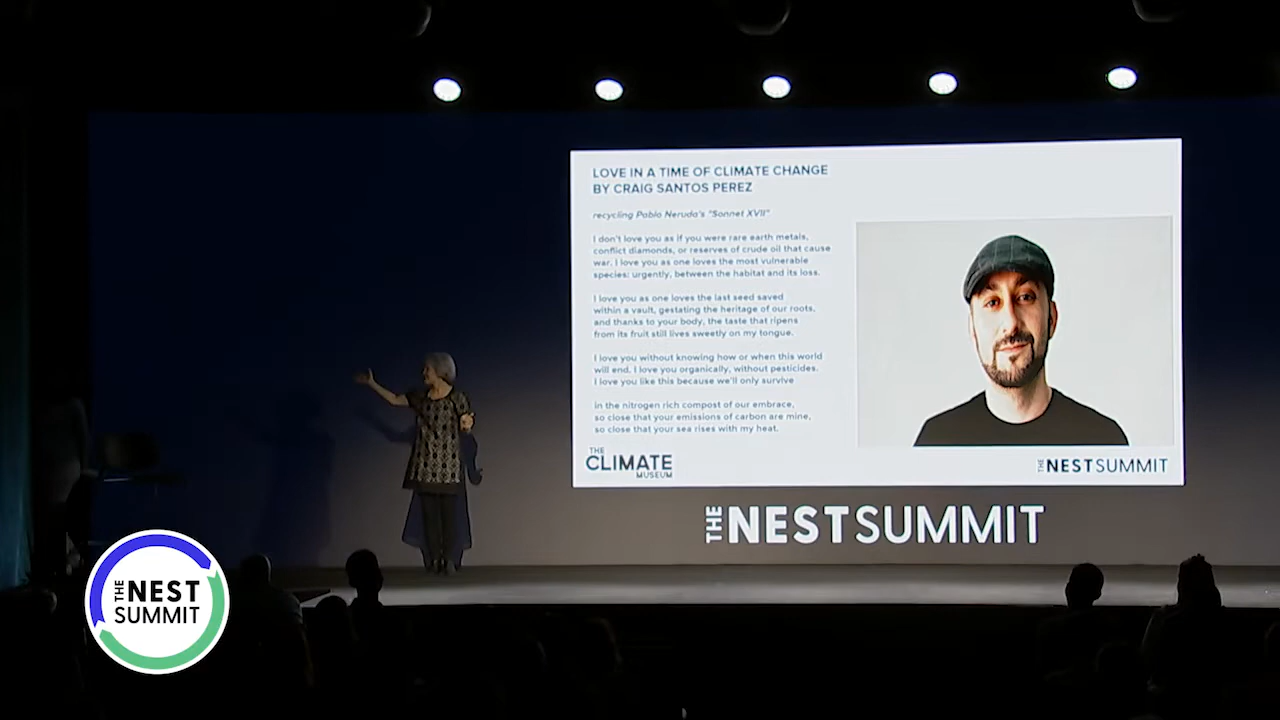 LOVE IN A TIME OF CLIMATE CHANGE
BY CRAIG SANTOS PEREZ
recycling Pablo Neruda's "Sonnet XVII"
I don't love you as if you were rare earth metals,
conflict diamonds, or reserves of crude oil that cause
war. I love you as one loves the most vulnerable
species: urgently, between the habitat and its loss.
I love you as one loves the last seed saved
within a vault, gestating the heritage of our roots,
and thanks to your body, the taste that ripens
from its fruit still lives sweetly on my tongue.
I love you without knowing how or when this world
will end. I love you organically, without pesticides.
I love you like this because we'll only survive
in the nitrogen rich compost of our embrace,
so close that your emissions of carbon are mine,
so close that your sea rises with my heat.
THE
CLIMATE
MUSEUM
THE NESTSUMMIT
THE NESTSUMMIT
THE NEST
SUMMIT